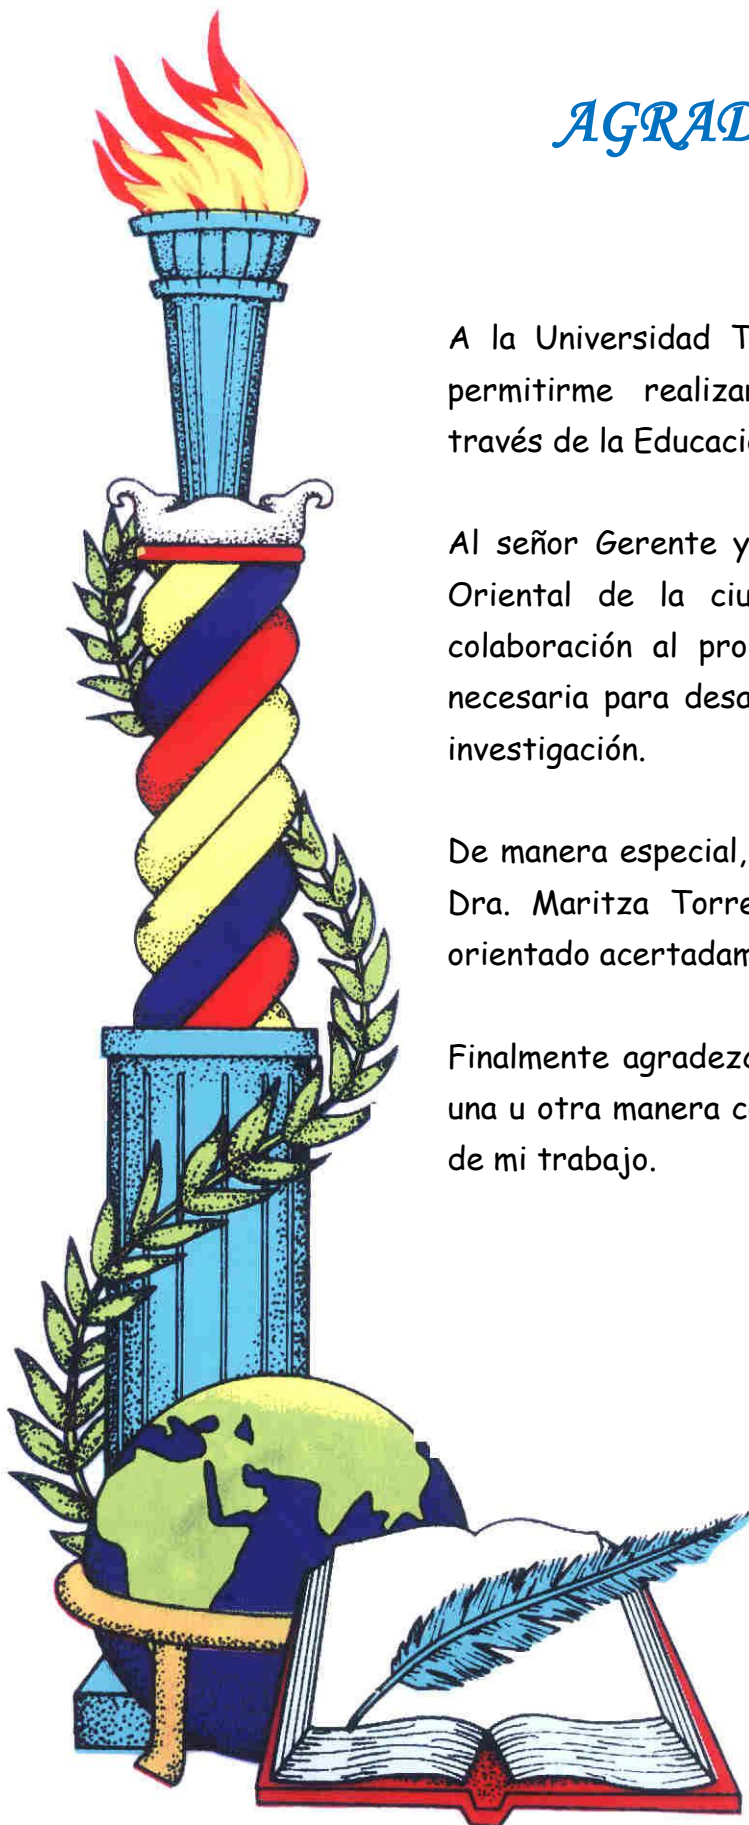 AGRAD
A la Universidad T
permitirme realizar
través de la Educaci
Al señor Gerente y
Oriental de la ciu
colaboración al pro
necesaria para desa
investigación.
De manera especial,
Dra. Maritza Torre
orientado acertadam
Finalmente agradezc
una u otra manera c
de mi trabajo.